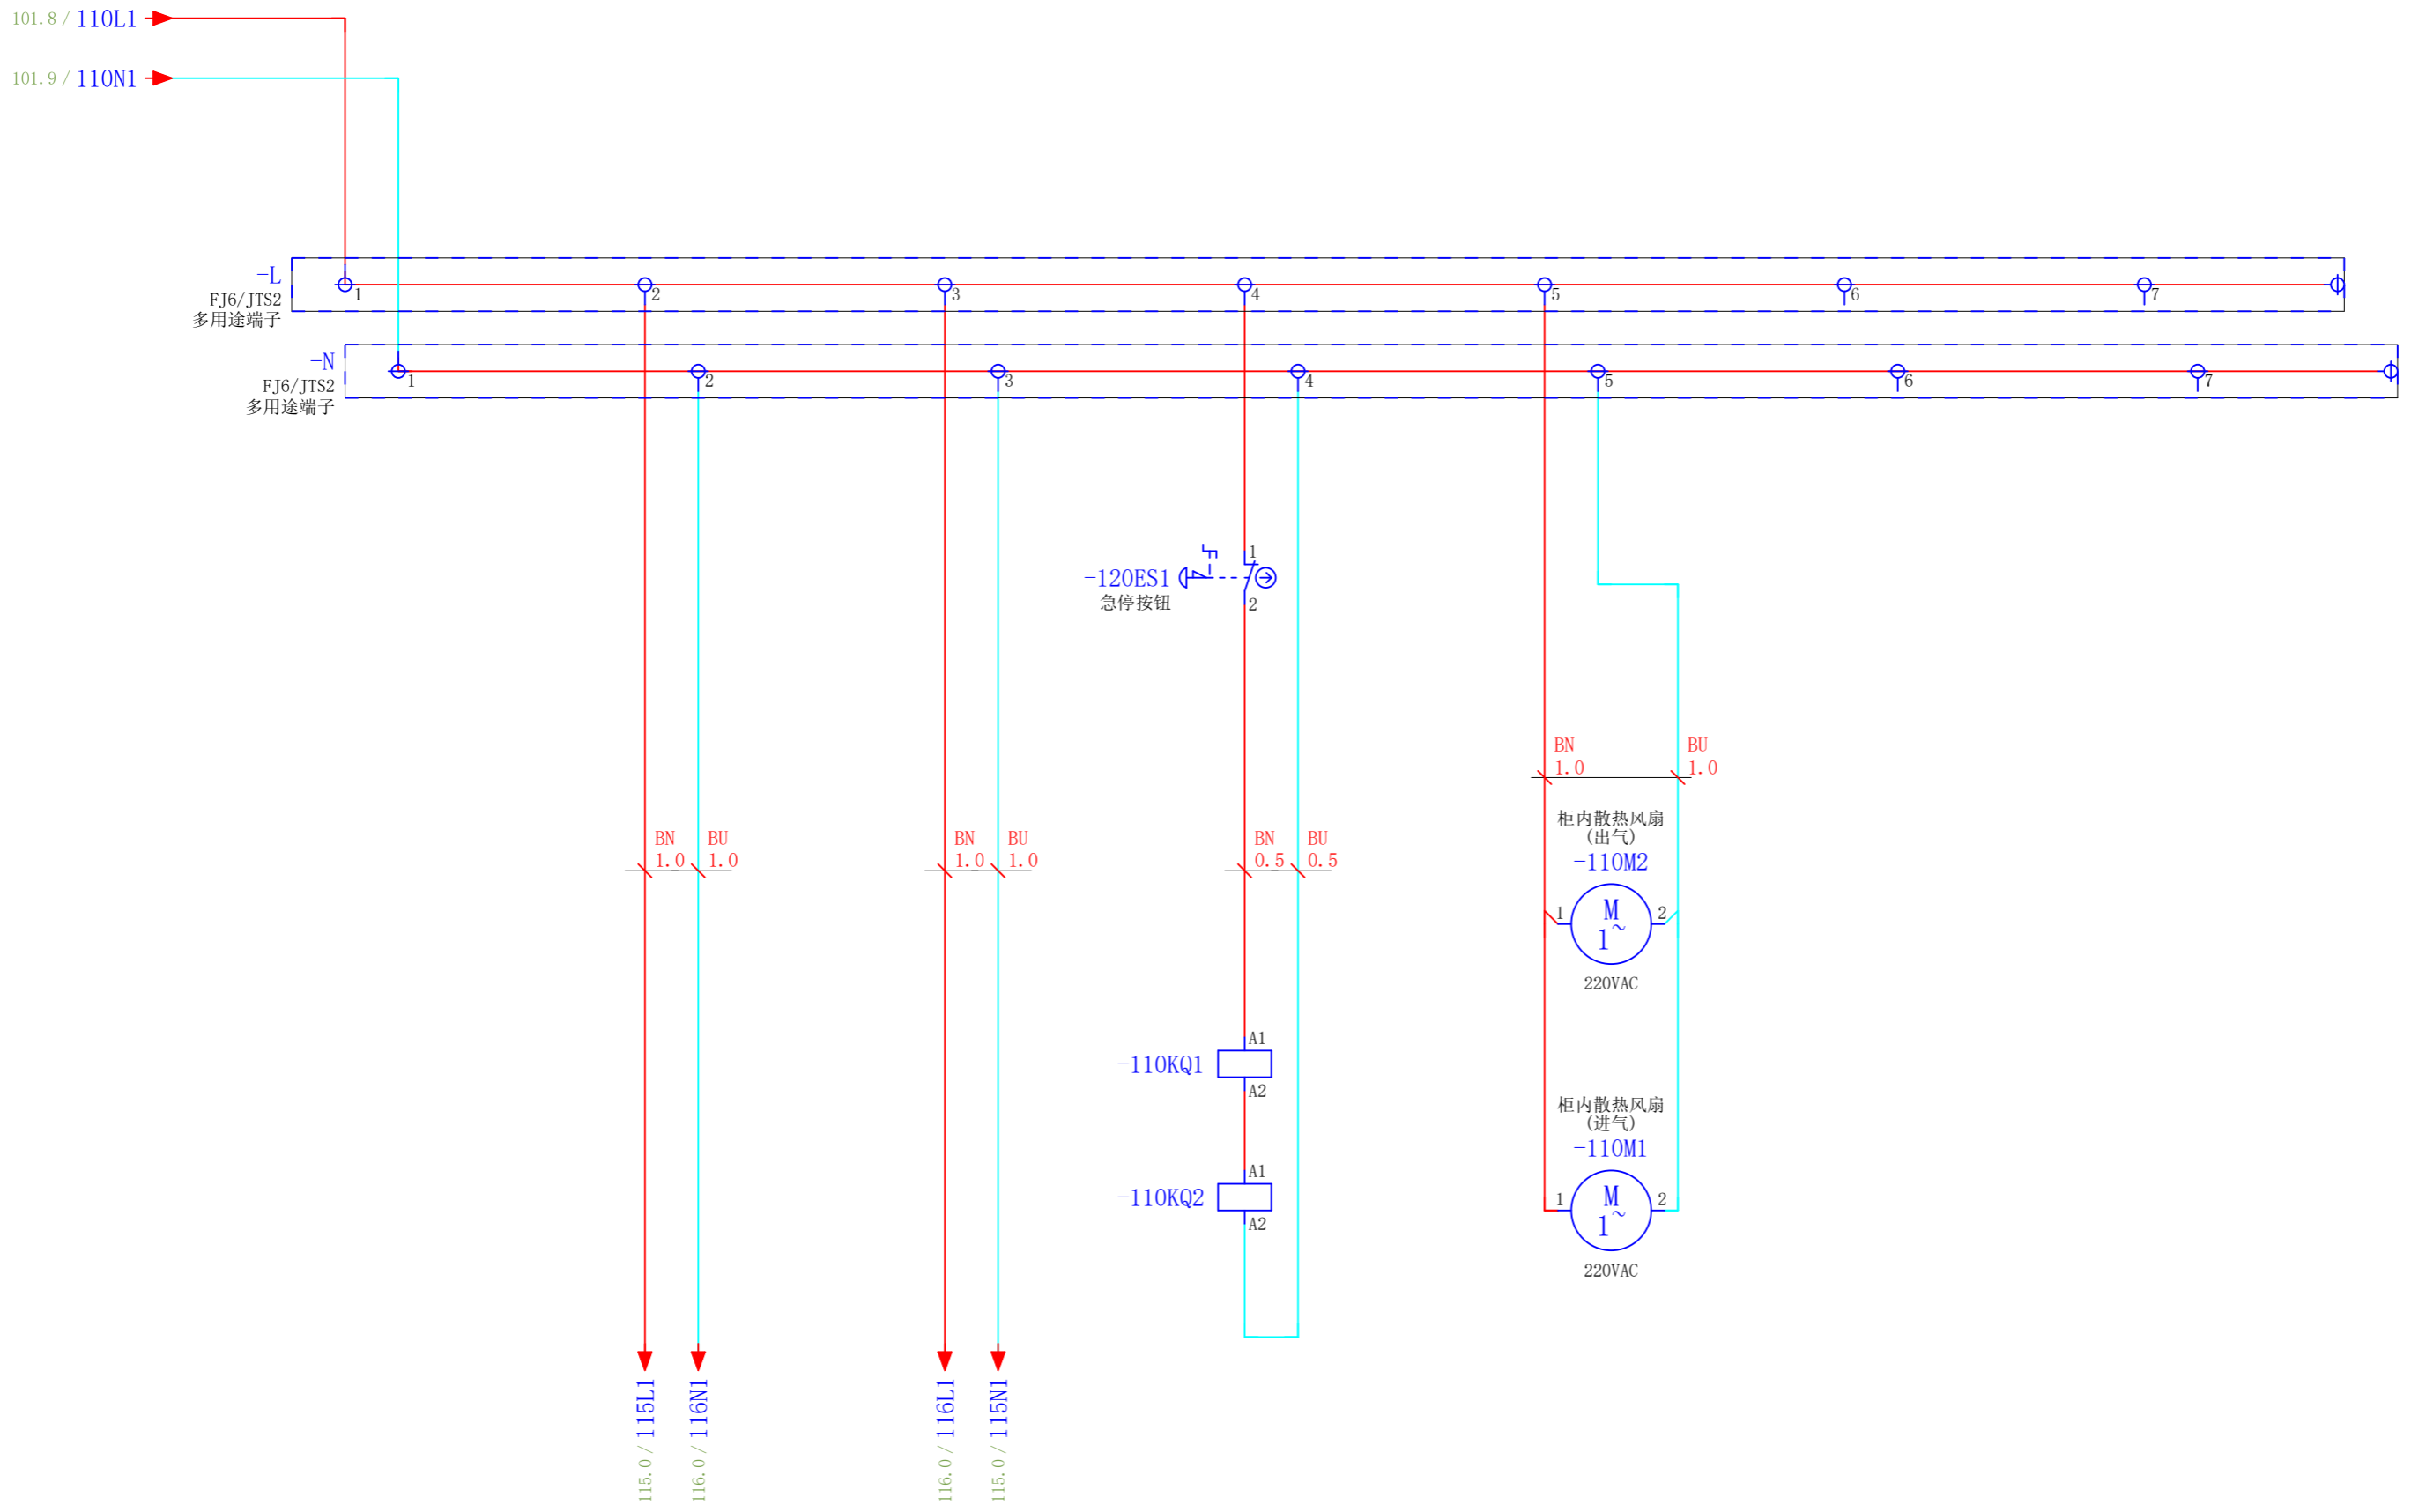 101.8 / 110L1
101.9 / 110N1
-L
FJ6/JTS2
多用途端子
1
2
3
4
5
6
7
-N
FJ6/JTS2
多用途端子
1
2
3
4
5
6
7
-120ES1
急停按钮
1
2
BN
1.0
BU
1.0
BN
1.0
BU
1.0
BN
0.5
BU
0.5
BN
1.0
BU
1.0
柜内散热风扇
(出气)
-110M2
1
M
1~
2
220VAC
-110KQ1
A1
A2
-110KQ2
A1
A2
柜内散热风扇
(进气)
-110M1
1
M
1~
2
220VAC
115.0 / 115L1
116.0 / 116N1
116.0 / 116L1
115.0 / 115N1